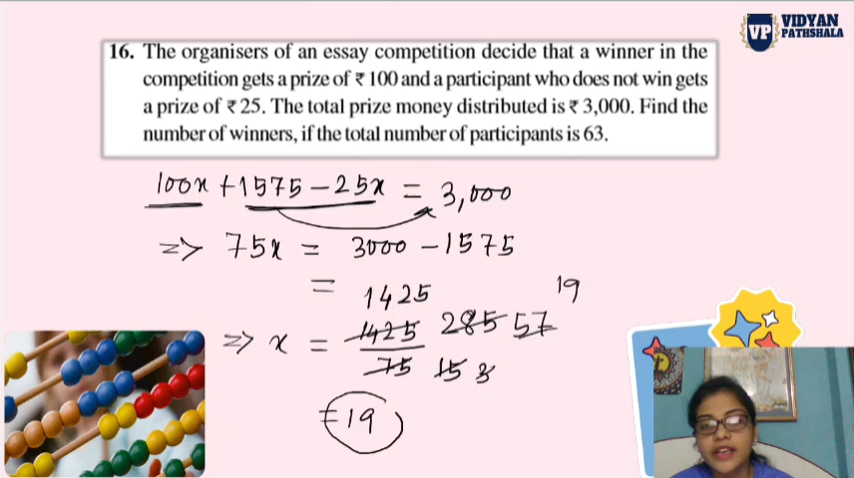 VIDYAN
PATHSHALA
VP
16. The organisers of an essay competition decide that a winner in the
competition gets a prize of ₹ 100 and a participant who does not win gets
a prize of ₹ 25. The total prize money distributed is ₹ 3,000. Find the
number of winners, if the total number of participants is 63.
100x + 1575 - 25x = 3,000
=> 75x = 3000 - 1575
= 1425
19
=> x = 1425 285 57
75 15 3
= 19